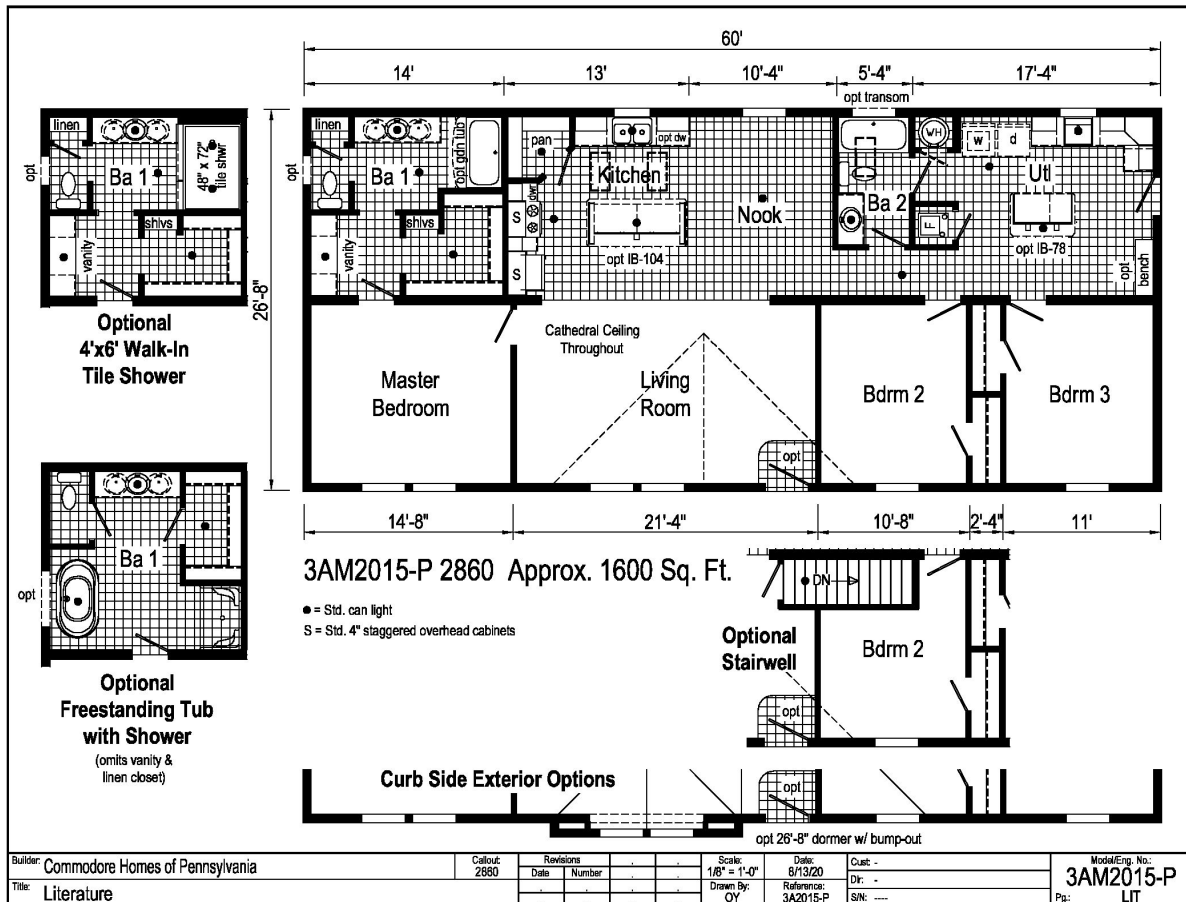 60'
14'
13'
10'-4"
5'-4"
17'-4"
opt transom
linen
48" x 72"
tile shwr
opt
Ba 1
shlvs
vanity
26'-8"
Optional
4'x6' Walk-In
Tile Shower
linen
opt gdn tub
opt
Ba 1
shlvs
vanity
pan
opt dw
dwr
Kitchen
S
S
opt IB-104
Nook
Ba 2
WH
w
d
Utl
F
opt IB-78
opt
bench
Cathedral Ceiling
Throughout
Master
Bedroom
Living
Room
opt
Bdrm 2
Bdrm 3
14'-8"
21'-4"
10'-8"
2'-4"
11'
opt
Ba 1
Optional
Freestanding Tub
with Shower
(omits vanity &
linen closet)
3AM2015-P 2860 Approx. 1600 Sq. Ft.
● = Std. can light
S = Std. 4" staggered overhead cabinets
DN
Optional
Stairwell
Bdrm 2
opt
Curb Side Exterior Options
opt
opt 26'-8" dormer w/ bump-out
Builder: Commodore Homes of Pennsylvania
Title: Literature
Callout:
2860
Revisions
Date Number
Scale:
1/8" = 1'-0"
Drawn By:
OY
Date:
8/13/20
Reference:
3A2015-P
Cust: -
Dir: -
S/N: ----
Model/Eng. No.:
3AM2015-P
Pg.: LIT